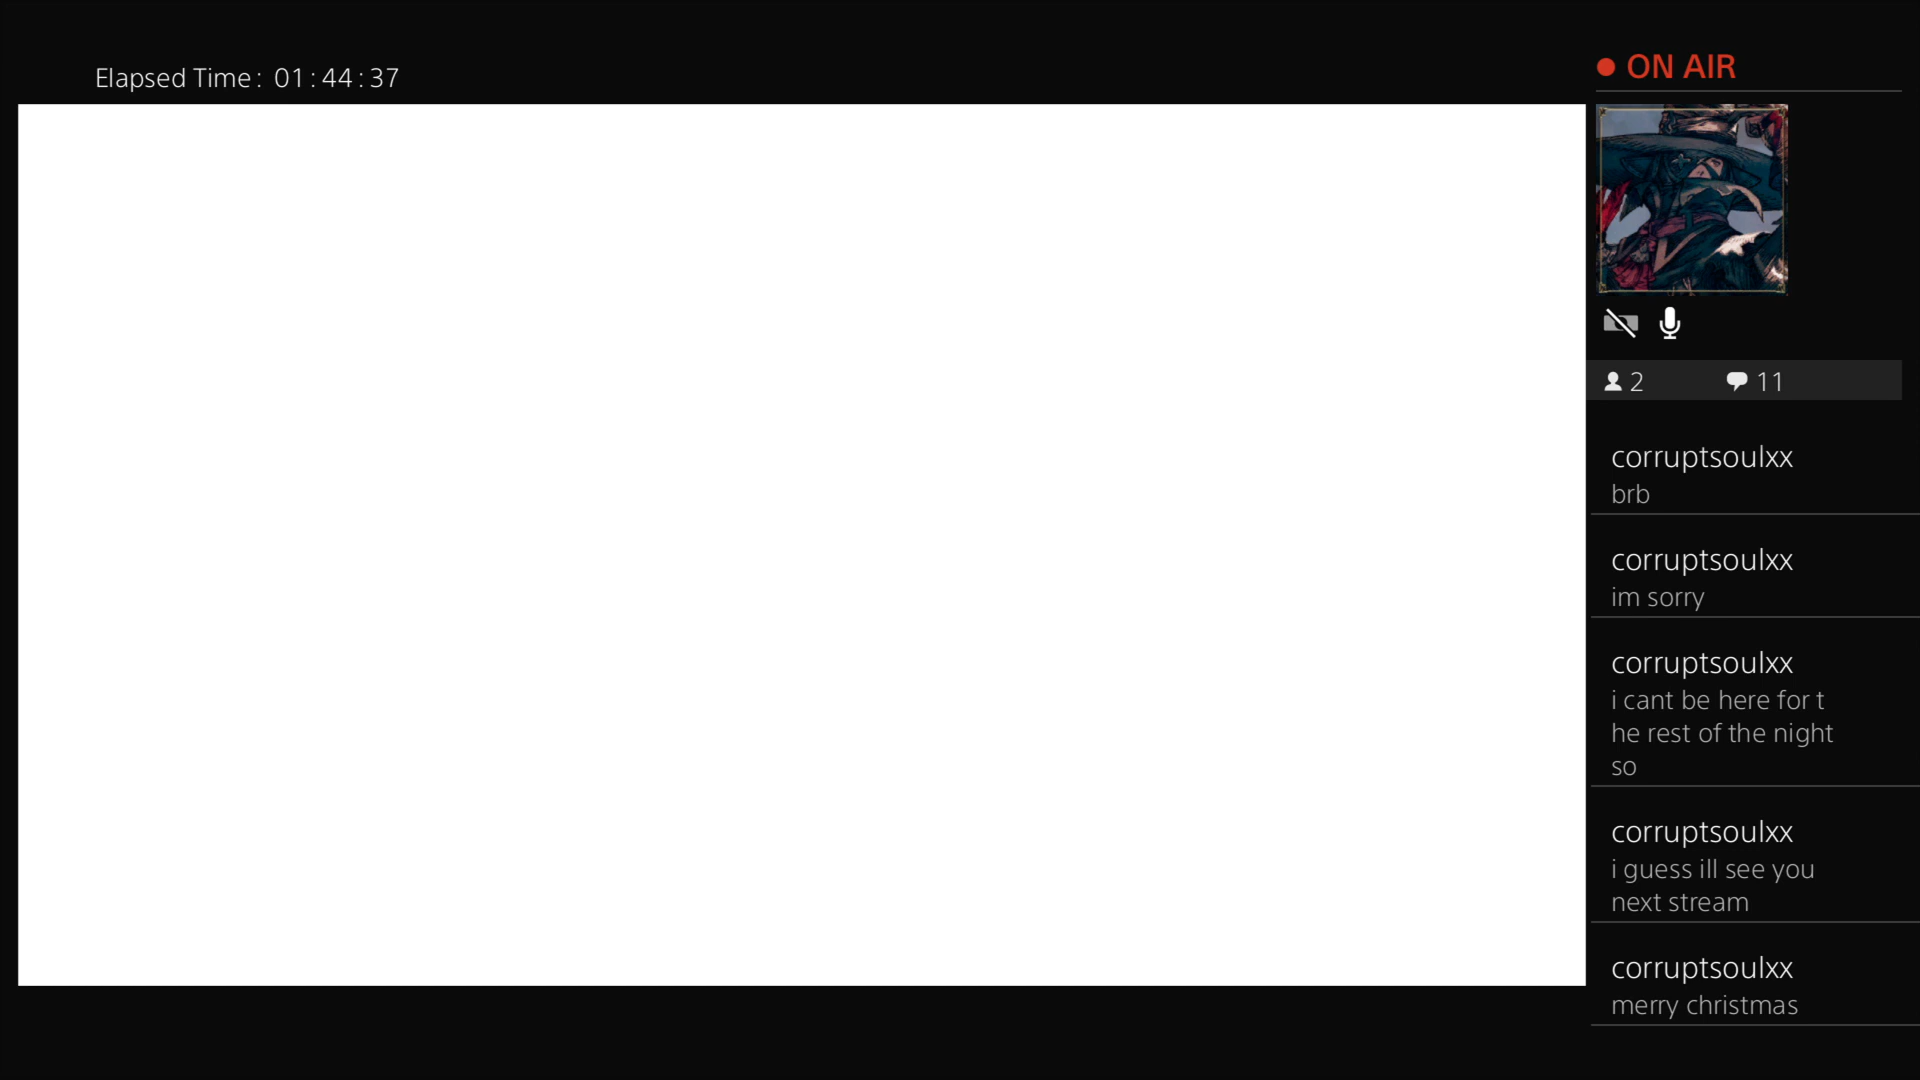 Elapsed Time: 01:44:37
ON AIR
2 11
corruptsoulxx
brb
corruptsoulxx
im sorry
corruptsoulxx
i cant be here for t
he rest of the night
so
corruptsoulxx
i guess ill see you
next stream
corruptsoulxx
merry christmas